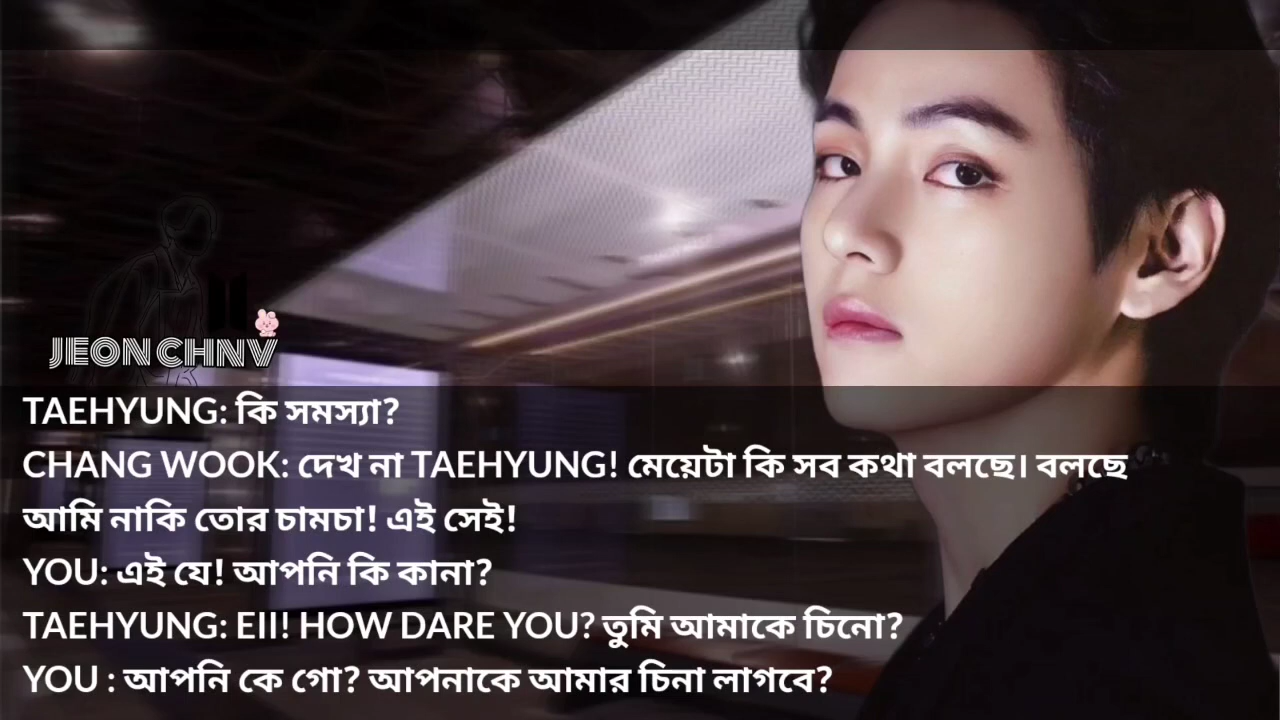 JEON CHNV
TAEHYUNG: কি সমস্যা?
CHANG WOOK: দেখ না TAEHYUNG! মেয়েটা কি সব কথা বলছে। বলছে
আমি নাকি তোর চামচা! এই সেই!
YOU: এই যে! আপনি কি কানা?
TAEHYUNG: EII! HOW DARE YOU? তুমি আমাকে চিনো?
YOU : আপনি কে গো? আপনাকে আমার চিনা লাগবে?